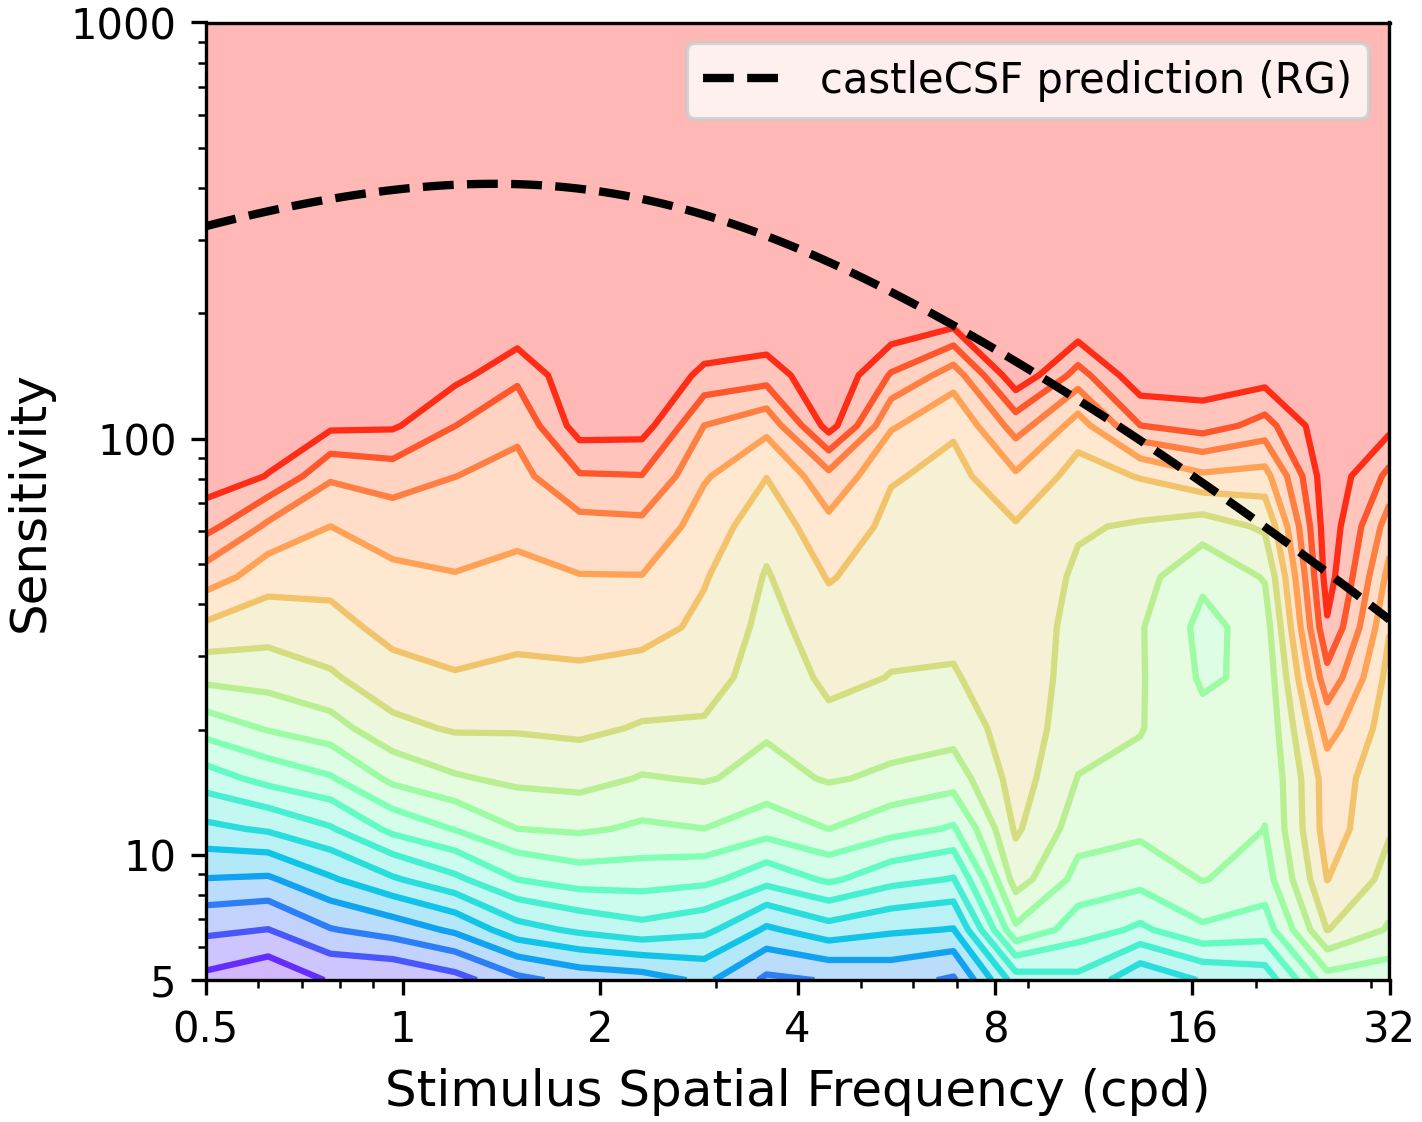 1000
castleCSF prediction (RG)
Sensitivity
100
10
5
0.5 1 2 4 8 16 32
Stimulus Spatial Frequency (cpd)